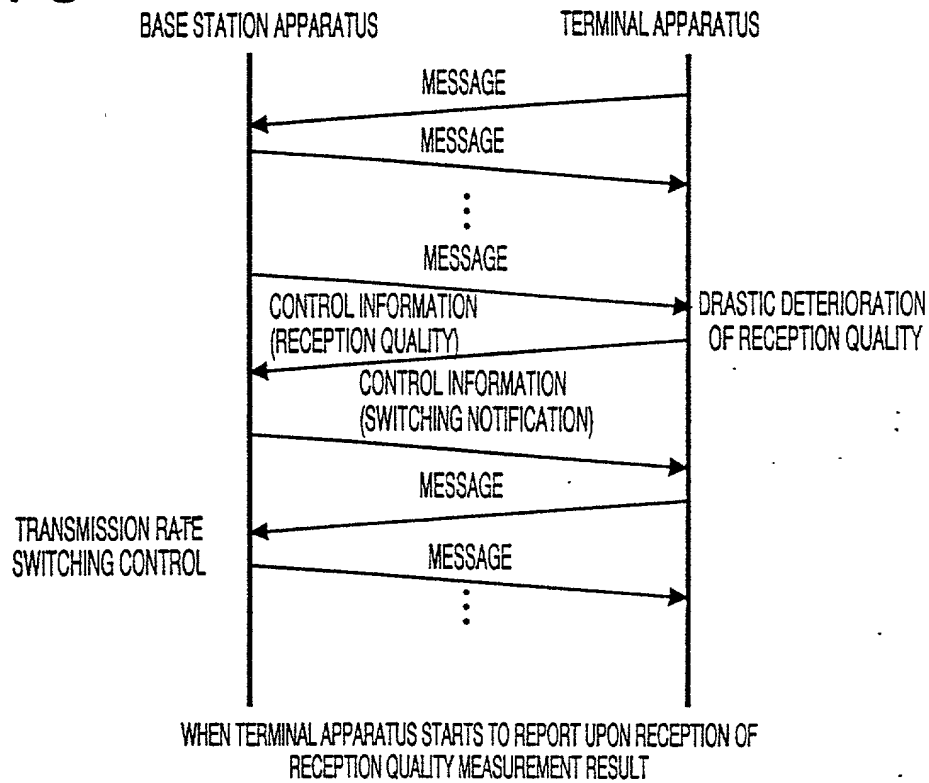 BASE STATION APPARATUS
TERMINAL APPARATUS
MESSAGE
MESSAGE
MESSAGE
CONTROL INFORMATION
(RECEPTION QUALITY)
DRASTIC DETERIORATION
OF RECEPTION QUALITY
CONTROL INFORMATION
(SWITCHING NOTIFICATION)
MESSAGE
TRANSMISSION RATE
SWITCHING CONTROL
MESSAGE
WHEN TERMINAL APPARATUS STARTS TO REPORT UPON RECEPTION OF
RECEPTION QUALITY MEASUREMENT RESULT